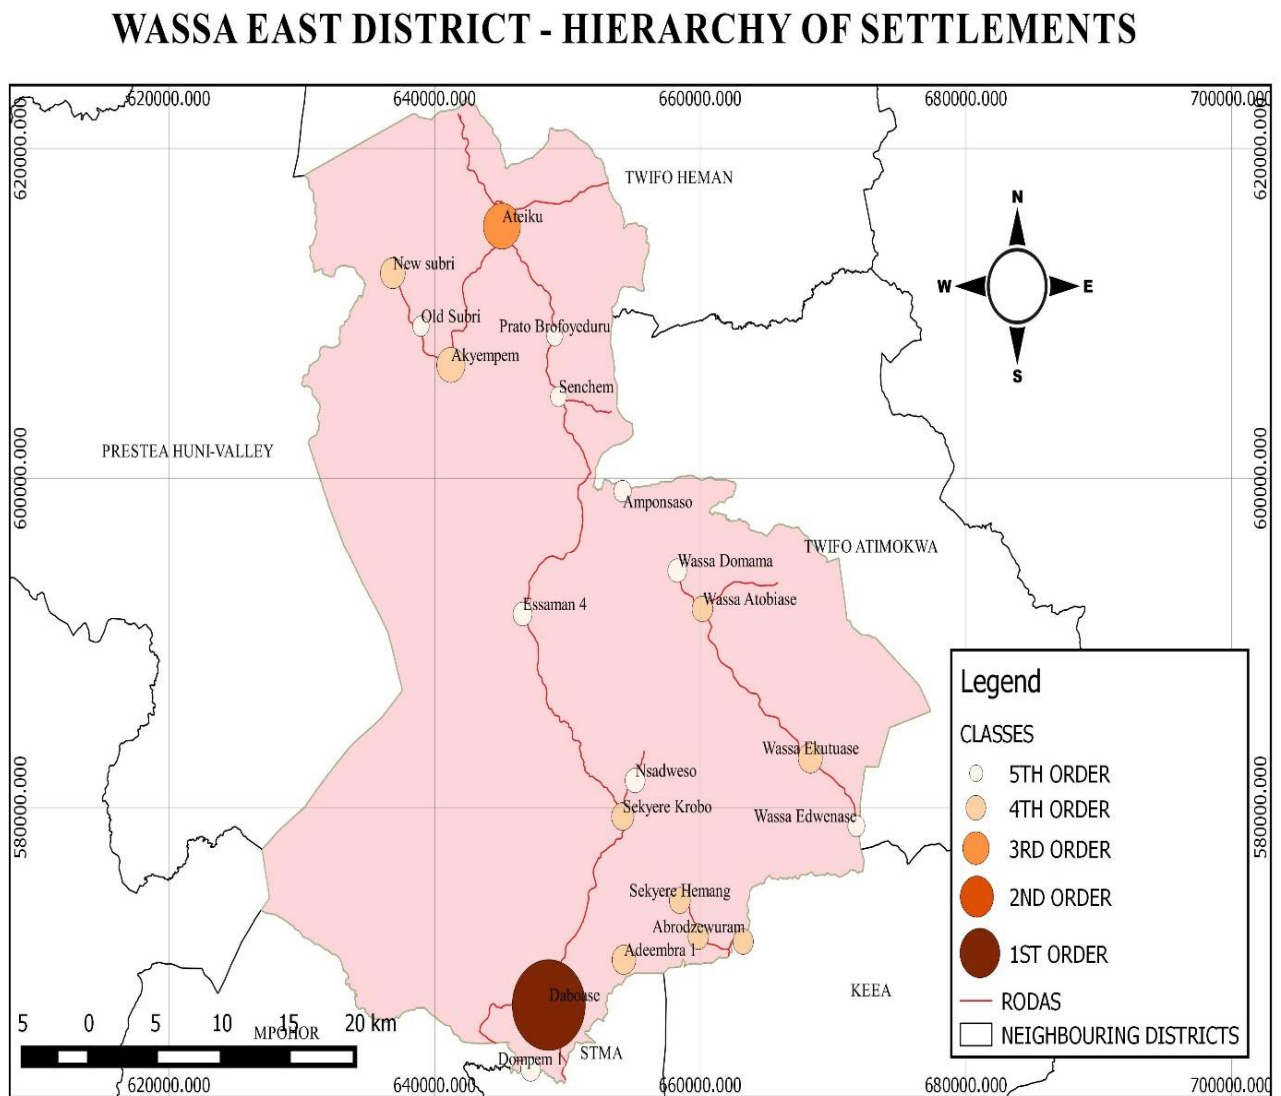 WASSA EAST DISTRICT - HIERARCHY OF SETTLEMENTS
620000.000 640000.000 660000.000 680000.000 700000.000
620000.000 620000.000
TWIFO HEMAN
N
Ateiku
New subri
W E
Old Subri
Prato Brofoyeduru
Akyempem
S
Senchem
PRESTEA HUNI-VALLEY
600000.000 600000.000
Amponsaso
TWIFO ATIMOKWA
Wassa Domama
Wassa Atobiase
Essaman 4
Legend
CLASSES
5TH ORDER
4TH ORDER
3RD ORDER
2ND ORDER
1ST ORDER
RODAS
NEIGHBOURING DISTRICTS
Wassa Ekutuase
Nsadweso
Sekyere Krobo
Wassa Edwenase
580000.000 580000.000
Sekyere Hemang
Abrodzewuram
Adeembra 1
KEEA
Daboase
5 0 5 10 15 20 km
MPOHOR
STMA
Dompem 1
620000.000 640000.000 660000.000 680000.000 700000.000